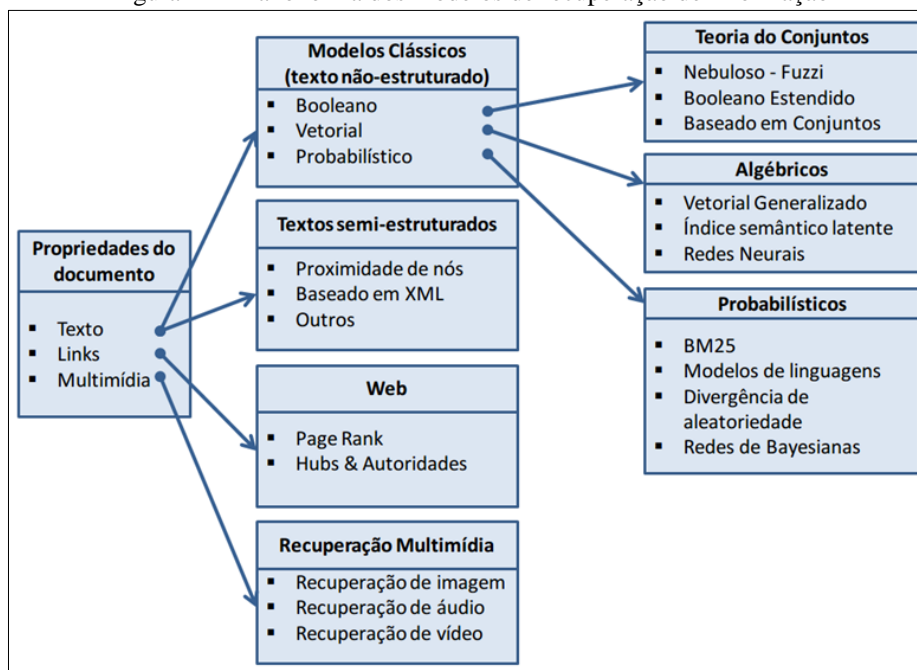 Modelos Clássicos
(texto não-estruturado)
▪ Booleano
▪ Vetorial
▪ Probabilístico
Teoria do Conjuntos
▪ Nebuloso - Fuzzi
▪ Booleano Estendido
▪ Baseado em Conjuntos
Algébricos
▪ Vetorial Generalizado
▪ Índice semântico latente
▪ Redes Neurais
Probabilísticos
▪ BM25
▪ Modelos de linguagens
▪ Divergência de
aleatoriedade
▪ Redes de Bayesianas
Propriedades do
documento
▪ Texto
▪ Links
▪ Multimídia
Textos semi-estruturados
▪ Proximidade de nós
▪ Baseado em XML
▪ Outros
Web
▪ Page Rank
▪ Hubs & Autoridades
Recuperação Multimídia
▪ Recuperação de imagem
▪ Recuperação de áudio
▪ Recuperação de vídeo